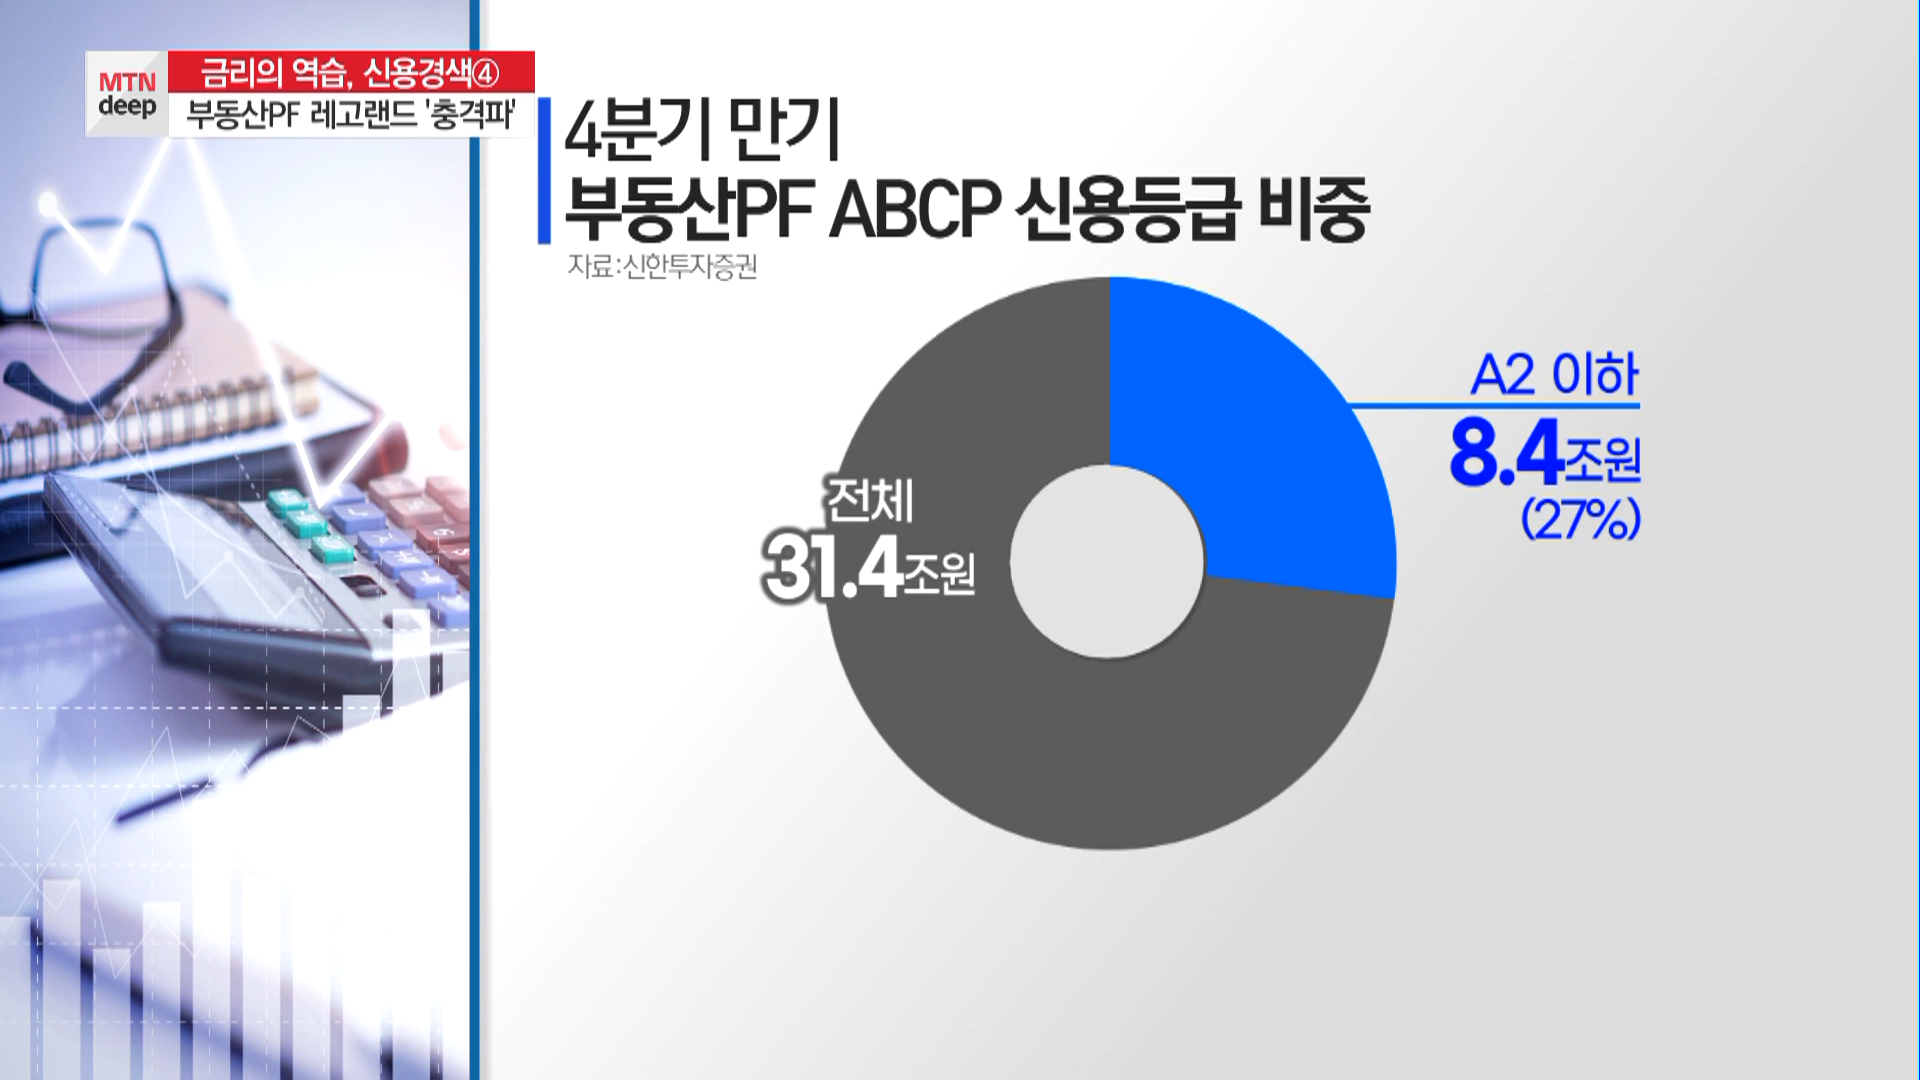 MTN
deep
금리의 역습, 신용경색④
부동산PF 레고랜드 '충격파'
4분기 만기
부동산PF ABCP 신용등급 비중
자료:신한투자증권
A2 이하
8.4조원
(27%)
전체
31.4조원